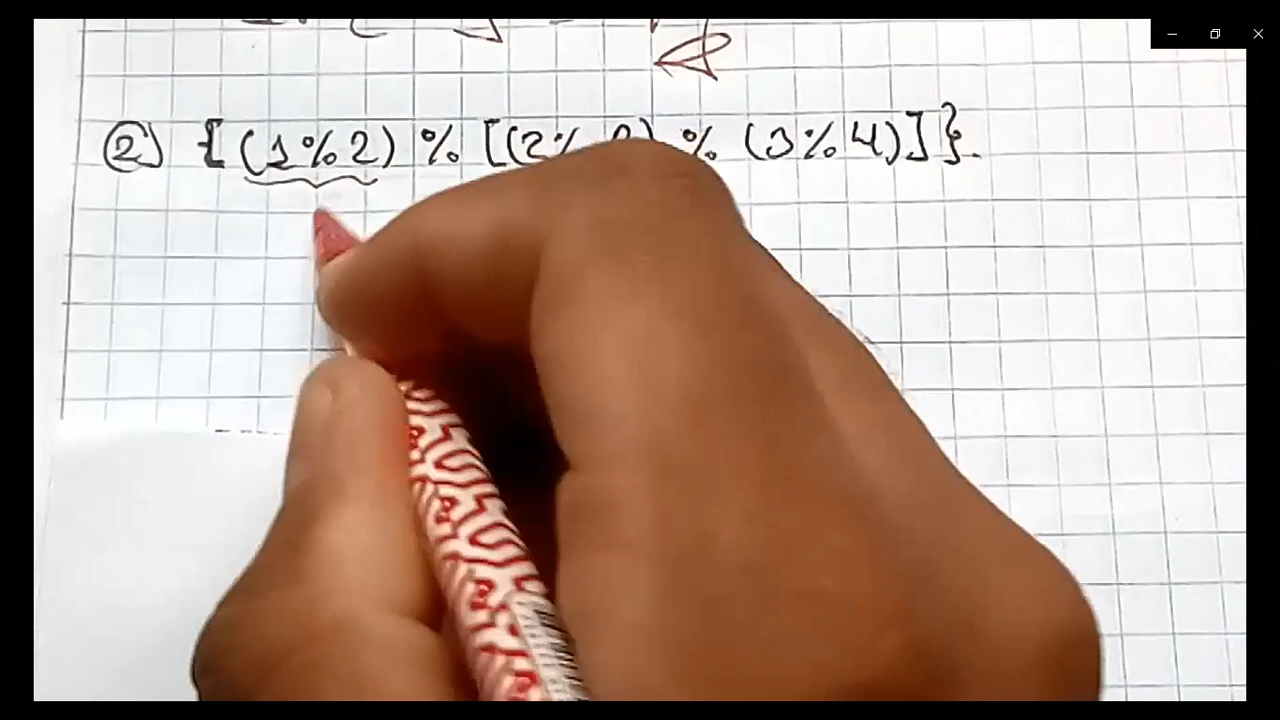 ② {(1%2) % [(2% ) % (3%4)]}.